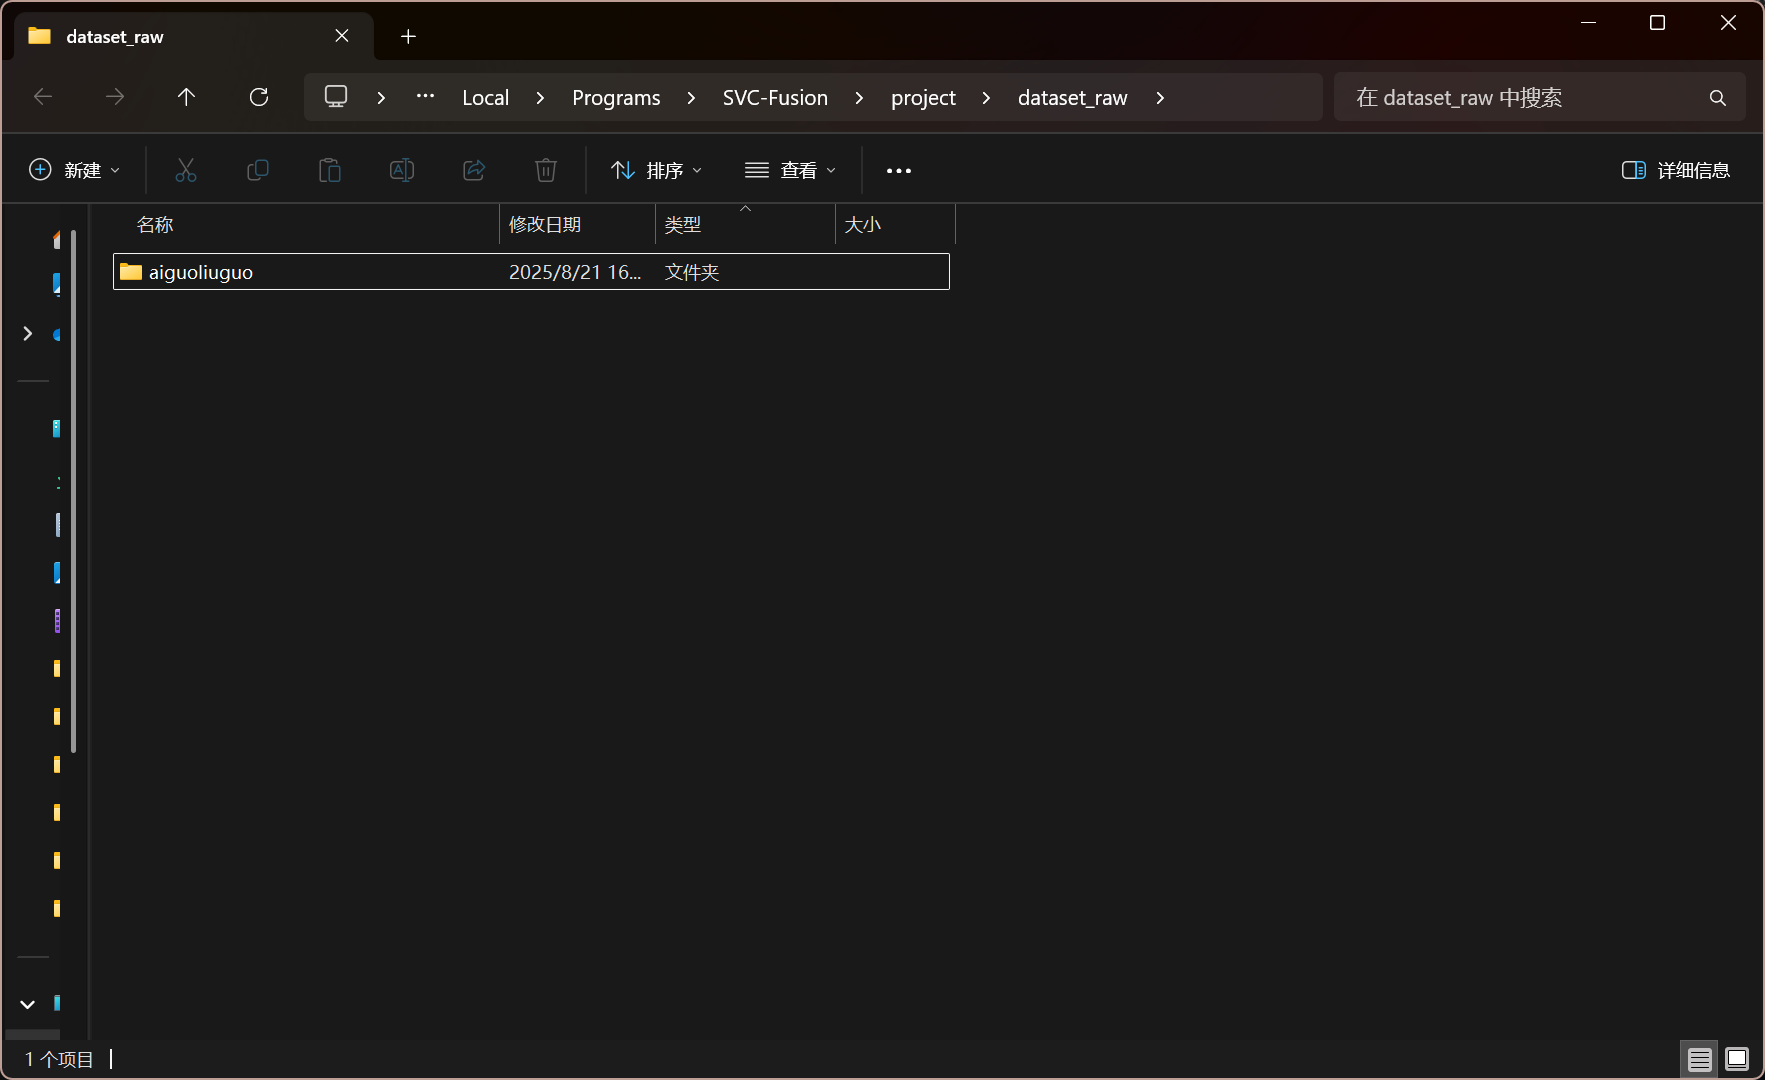 dataset_raw
Local > Programs > SVC-Fusion > project > dataset_raw >
在 dataset_raw 中搜索
新建
排序
查看
详细信息
名称 修改日期 类型 大小
aiguoliuguo 2025/8/21 16... 文件夹
1 个项目